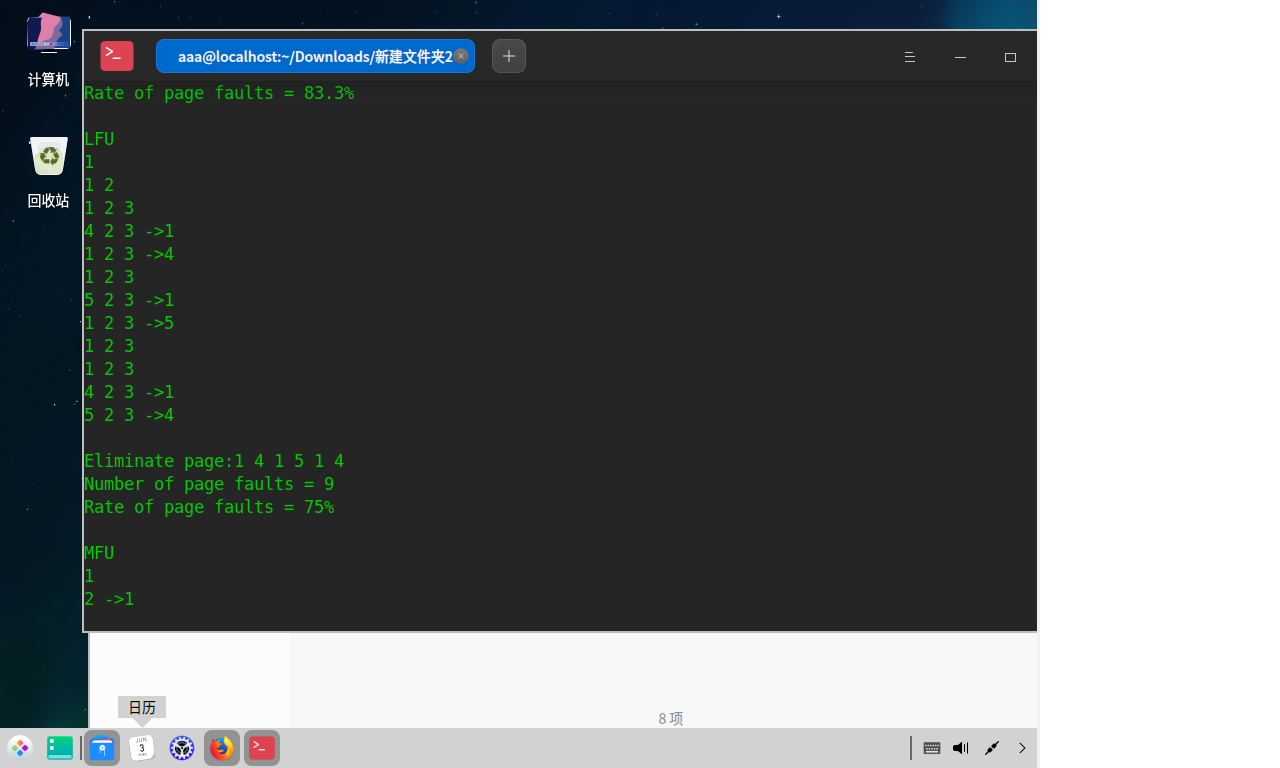 计算机
回收站
aaa@localhost:~/Downloads/新建文件夹2
Rate of page faults = 83.3%
LFU
1
1 2
1 2 3
4 2 3 ->1
1 2 3 ->4
1 2 3
5 2 3 ->1
1 2 3 ->5
1 2 3
1 2 3
4 2 3 ->1
5 2 3 ->4
Eliminate page:1 4 1 5 1 4
Number of page faults = 9
Rate of page faults = 75%
MFU
1
2 ->1
8 项
日历
JUN
3